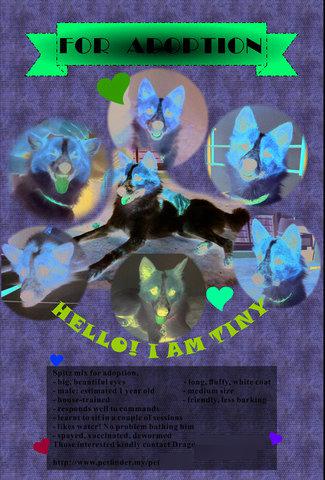 FOR ADOPTION
HELLO! I AM TINY
Spitz mix for adoption,
- big, beautiful eyes
- male: estimated 1 year old
- house-trained
- responds well to commands
- learnt to sit in a couple of sessions
- likes water! No problem bathing him
- spayed, vaccinated, dewormed
Those interested kindly contact Drage
- long, fluffy, white coat
- medium size
- friendly, less barking
http://www.petfinder.my/pet